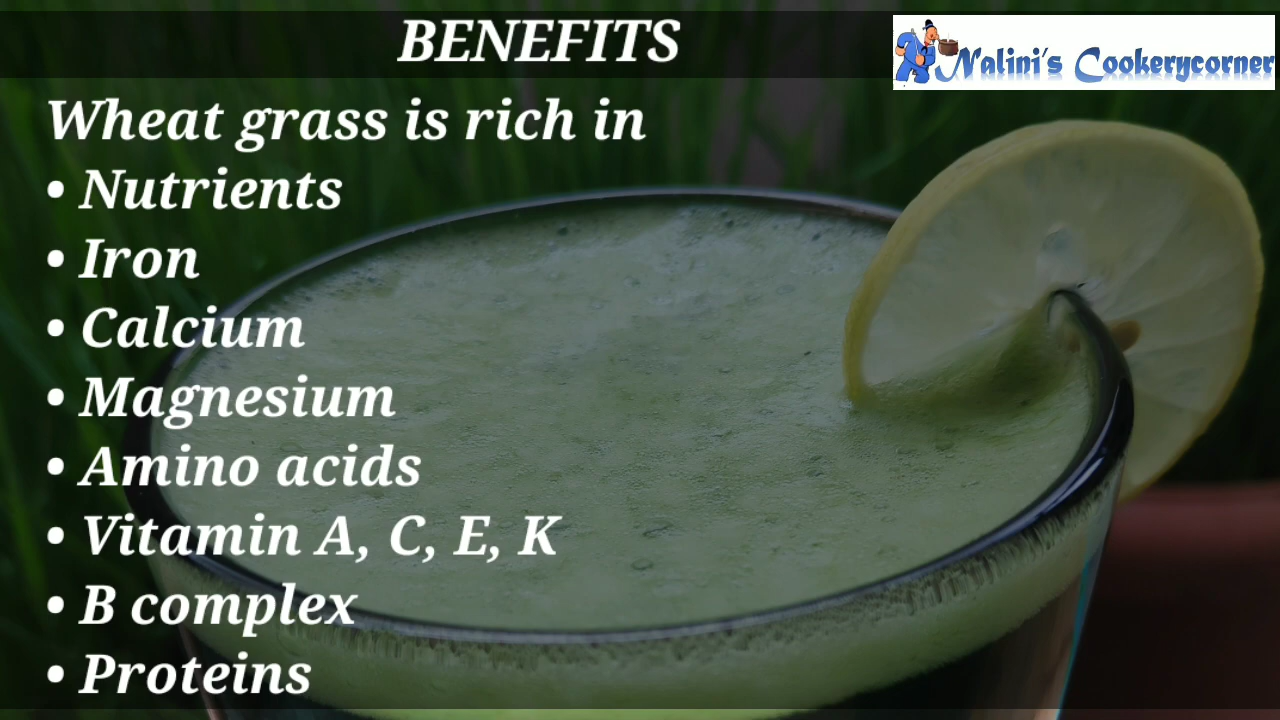 BENEFITS
Nalini's Cookerycorner
Wheat grass is rich in
• Nutrients
• Iron
• Calcium
• Magnesium
• Amino acids
• Vitamin A, C, E, K
• B complex
• Proteins